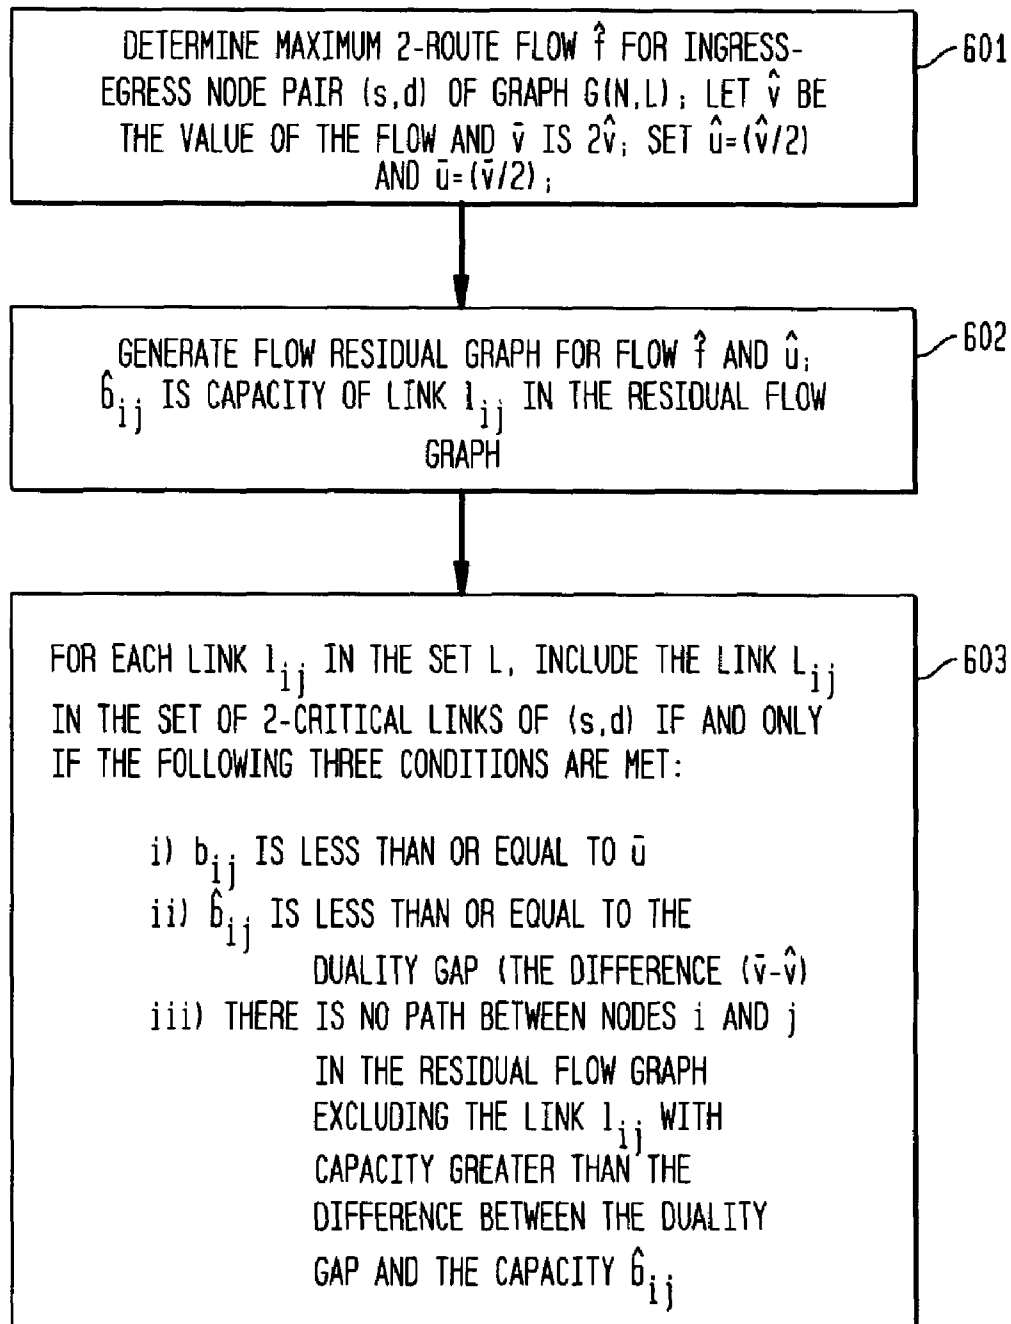 DETERMINE MAXIMUM 2-ROUTE FLOW f̂ FOR INGRESS-
EGRESS NODE PAIR (s,d) OF GRAPH G(N,L); LET v̂ BE
THE VALUE OF THE FLOW AND v̄ IS 2v̂; SET û=(v̂/2)
AND ū=(v̄/2);
601
GENERATE FLOW RESIDUAL GRAPH FOR FLOW f̂ AND û;
b̂ij IS CAPACITY OF LINK lij IN THE RESIDUAL FLOW
GRAPH
602
FOR EACH LINK lij IN THE SET L, INCLUDE THE LINK Lij
IN THE SET OF 2-CRITICAL LINKS OF (s,d) IF AND ONLY
IF THE FOLLOWING THREE CONDITIONS ARE MET:
603
i) bij IS LESS THAN OR EQUAL TO ū
ii) b̂ij IS LESS THAN OR EQUAL TO THE
DUALITY GAP (THE DIFFERENCE (v̄-v̂)
iii) THERE IS NO PATH BETWEEN NODES i AND j
IN THE RESIDUAL FLOW GRAPH
EXCLUDING THE LINK lij WITH
CAPACITY GREATER THAN THE
DIFFERENCE BETWEEN THE DUALITY
GAP AND THE CAPACITY b̂ij